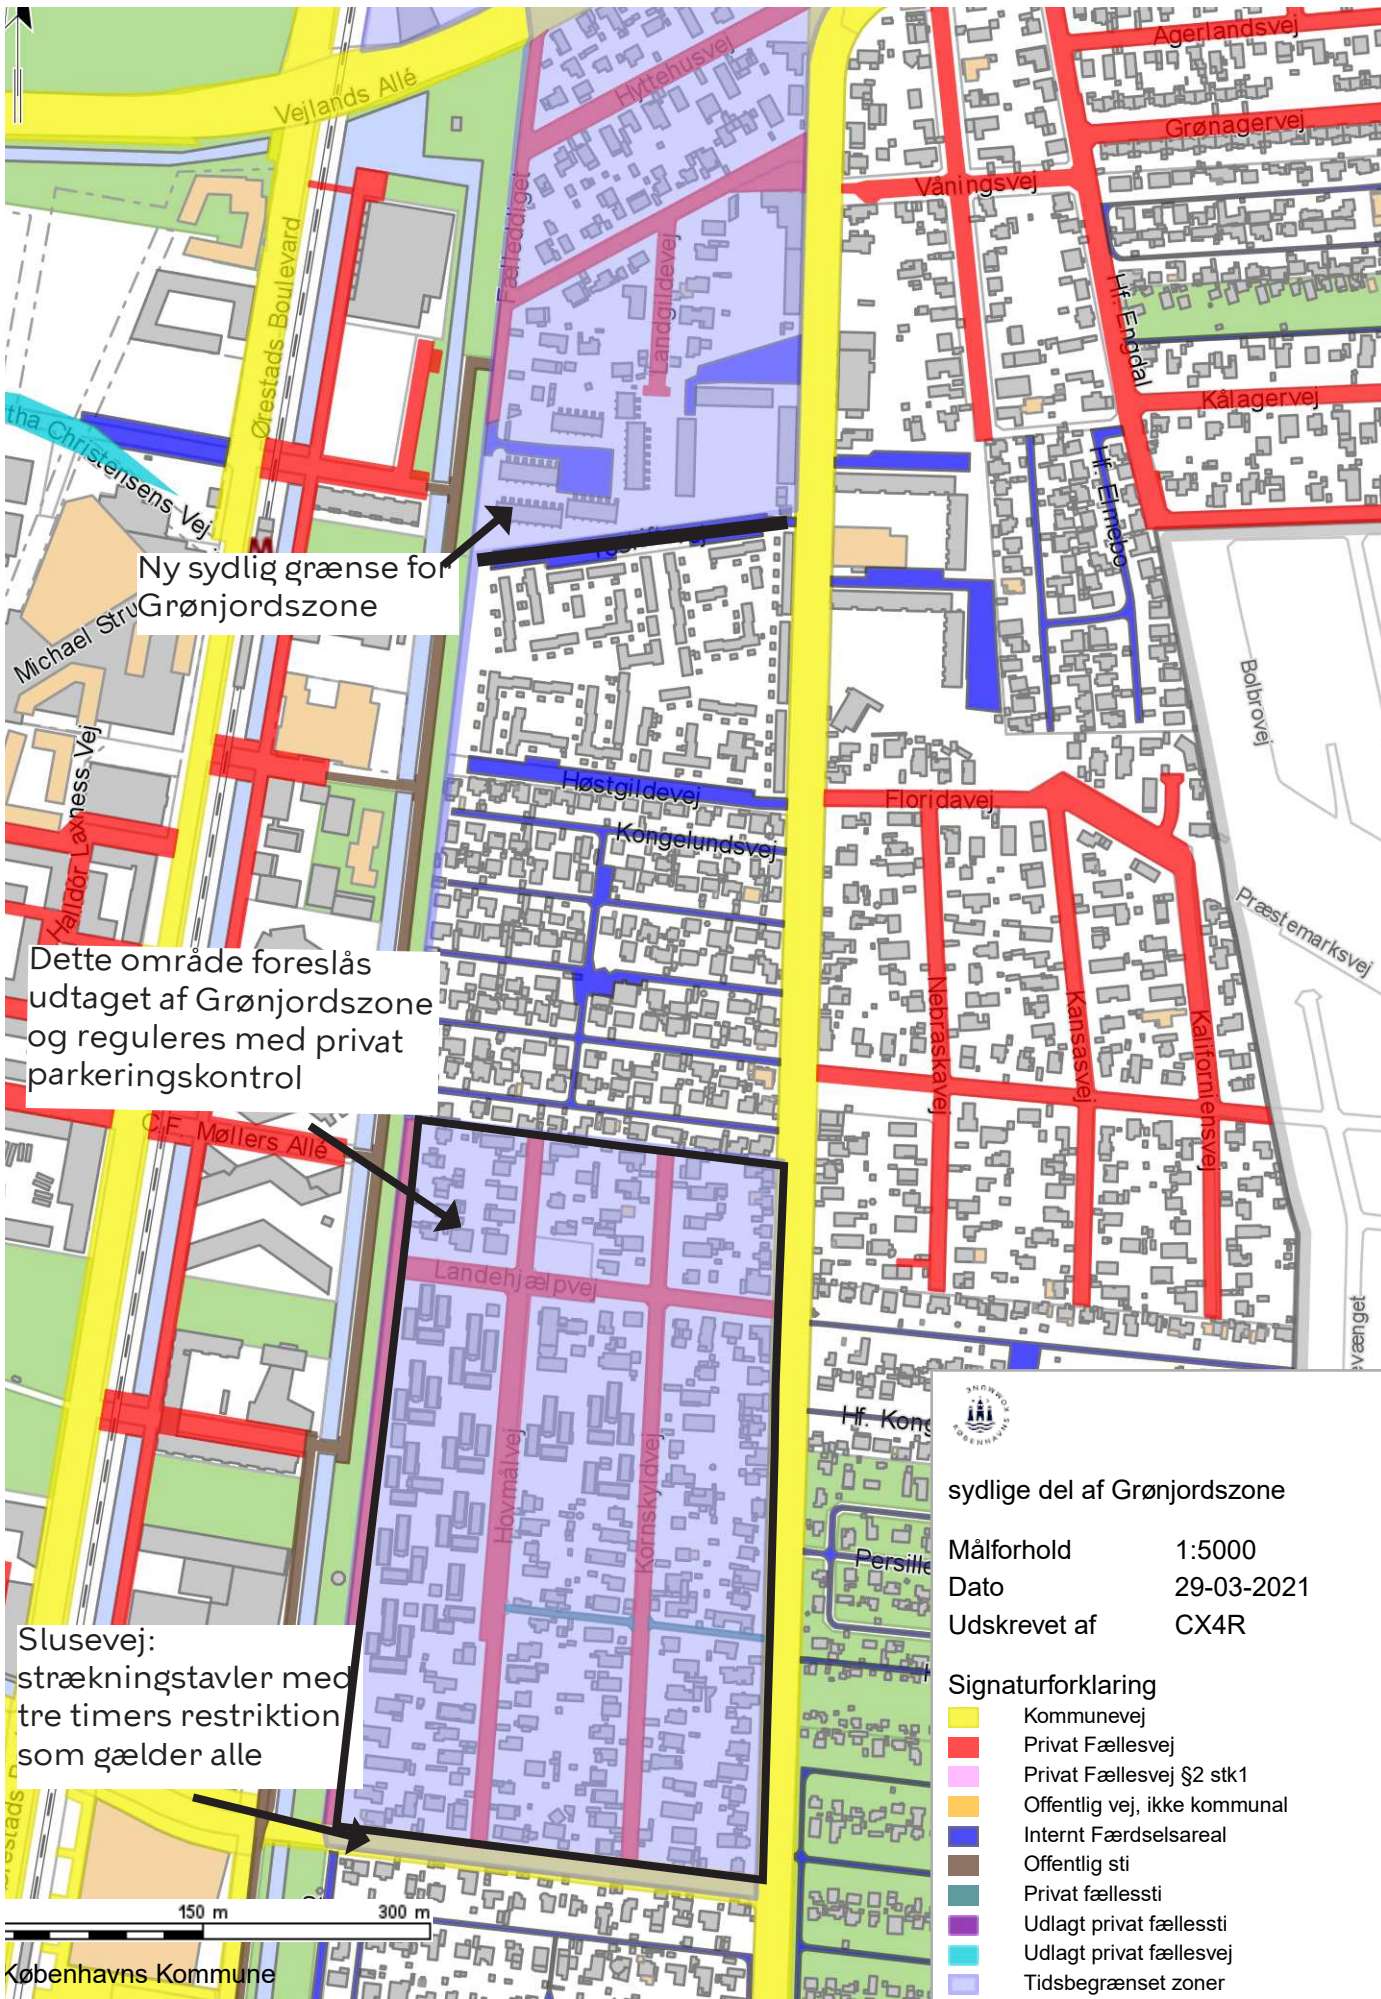 Agerlandsvej
Hyttehusvej
Vejlands Allé
Grønagervej
Våningsvej
Fælleddiget
Ørestads Boulevard
Landgildevej
Hf. Engdal
Kålagervej
tha Christensens Vej
Hf. Elmebo
M
Ny sydlig grænse for
Grønjordszone
Michael Stru
Bolbrovej
Halldór Laxness Vej
Høstgildevej
Floridavej
Kongelundsvej
Præstemarksvej
Dette område foreslås
udtaget af Grønjordszone
og reguleres med privat
parkeringskontrol
Nebraskavej
Kansasvej
Kaliforniensvej
C.F. Møllers Allé
Landehjælpvej
evænget
Hovmålvej
Kornskyldvej
Hf. Kong
Persille
KØBENHAVNS KOMMUNE
sydlige del af Grønjordszone
Målforhold 1:5000
Dato 29-03-2021
Udskrevet af CX4R
Slusevej:
strækningstavler med
tre timers restriktion
som gælder alle
Signaturforklaring
Kommunevej
Privat Fællesvej
Privat Fællesvej §2 stk1
Offentlig vej, ikke kommunal
Internt Færdselsareal
Offentlig sti
Privat fællessti
Udlagt privat fællessti
Udlagt privat fællesvej
Tidsbegrænset zoner
150 m 300 m
Københavns Kommune